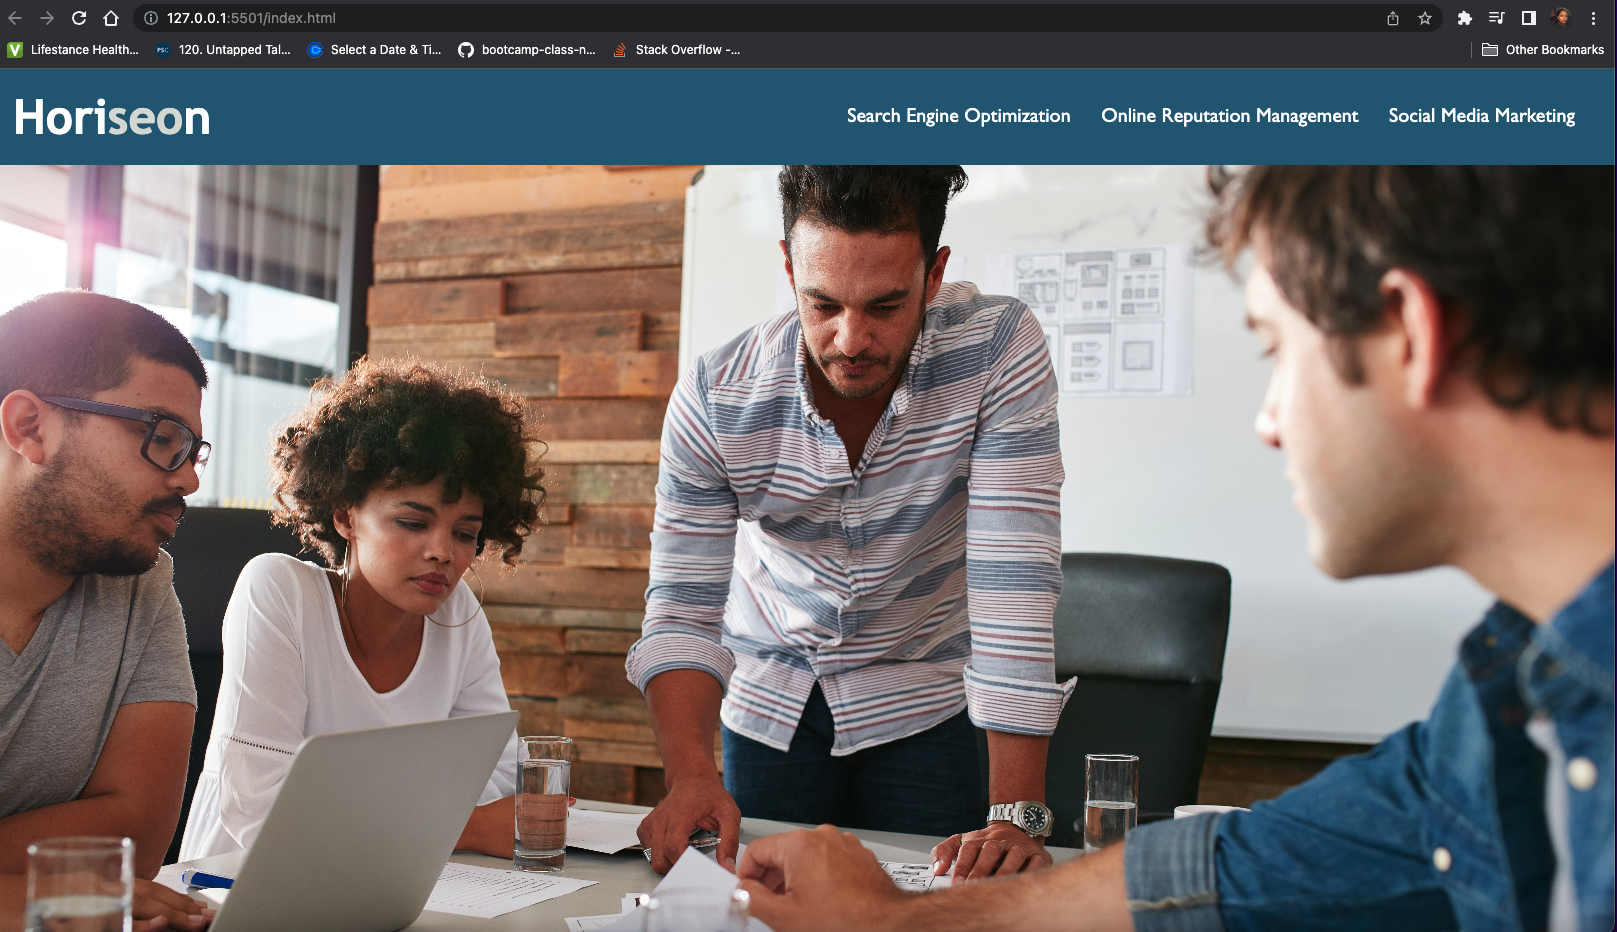 127.0.0.1:5501/index.html
Lifestance Health... PSC 120. Untapped Tal... Select a Date & Ti... bootcamp-class-n... Stack Overflow -... Other Bookmarks
Horiseon Search Engine Optimization Online Reputation Management Social Media Marketing